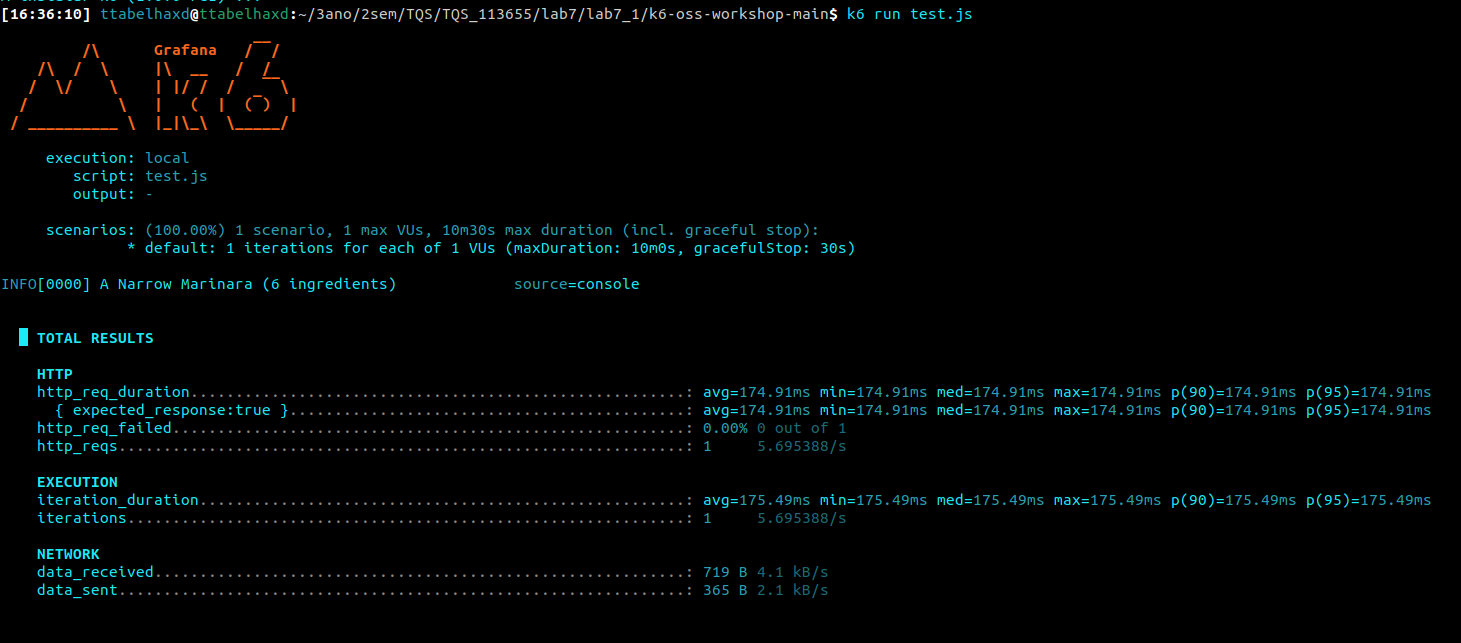 [16:36:10] ttabelhaxd@ttabelhaxd:~/3ano/2sem/TQS/TQS_113655/lab7/lab7_1/k6-oss-workshop-main$ k6 run test.js
Grafana
execution: local
script: test.js
output: -
scenarios: (100.00%) 1 scenario, 1 max VUs, 10m30s max duration (incl. graceful stop):
* default: 1 iterations for each of 1 VUs (maxDuration: 10m0s, gracefulStop: 30s)
INFO[0000] A Narrow Marinara (6 ingredients) source=console
TOTAL RESULTS
HTTP
http_req_duration.......................................................: avg=174.91ms min=174.91ms med=174.91ms max=174.91ms p(90)=174.91ms p(95)=174.91ms
{ expected_response:true }............................................: avg=174.91ms min=174.91ms med=174.91ms max=174.91ms p(90)=174.91ms p(95)=174.91ms
http_req_failed.........................................................: 0.00% 0 out of 1
http_reqs...............................................................: 1 5.695388/s
EXECUTION
iteration_duration......................................................: avg=175.49ms min=175.49ms med=175.49ms max=175.49ms p(90)=175.49ms p(95)=175.49ms
iterations..............................................................: 1 5.695388/s
NETWORK
data_received...........................................................: 719 B 4.1 kB/s
data_sent...............................................................: 365 B 2.1 kB/s